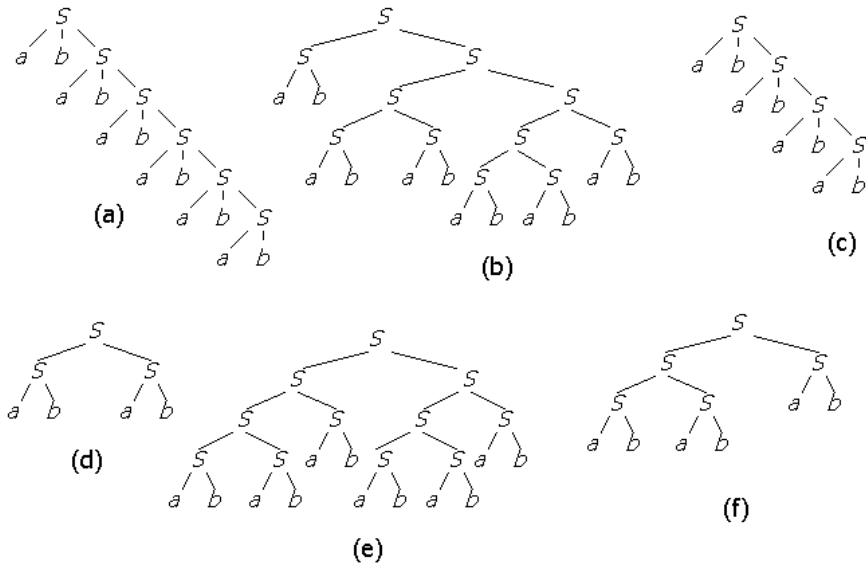 S
a b S
a b S
a b S
a b S
a b S
a b
(a)
S
S S
a b S S
S S S S
a b a b S S a b
a b a b
(b)
S
a b S
a b S
a b S
a b
(c)
S
S S
a b a b
(d)
S
S S
S S S S
S S a b S S a b
a b a b a b a b
(e)
S
S S
S S a b
a b a b
(f)